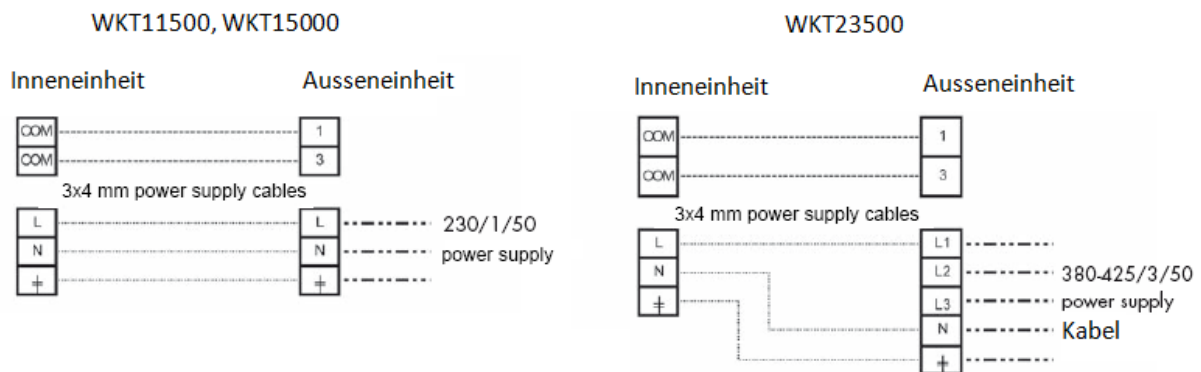 WKT11500, WKT15000
Inneneinheit Ausseneinheit
COM 1
COM 3
3x4 mm power supply cables
L L 230/1/50
N N power supply
WKT23500
Inneneinheit Ausseneinheit
COM 1
COM 3
3x4 mm power supply cables
L L1
N L2 380-425/3/50
L3 power supply
N Kabel